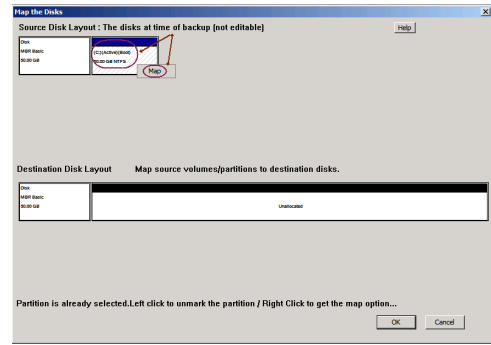 Map the Disks
Source Disk Layout : The disks at time of backup (not editable)
Help
Disk
MBR Basic
50.00 GB
(C:)(Active)(Boot)
50.00 GB NTFS
Map
Destination Disk Layout Map source volumes/partitions to destination disks.
Disk
MBR Basic
50.00 GB
Unallocated
Partition is already selected.Left click to unmark the partition / Right Click to get the map option...
OK Cancel